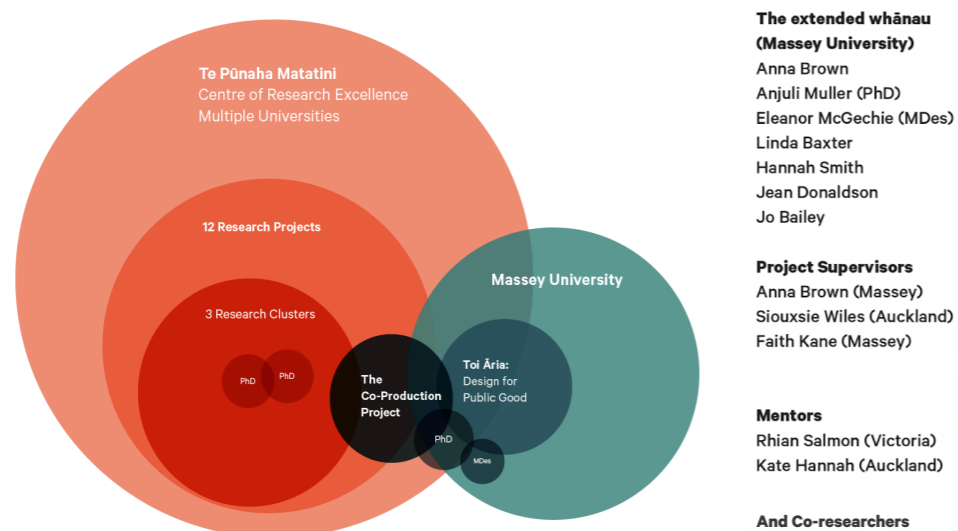 Te Pūnaha Matatini
Centre of Research Excellence
Multiple Universities
12 Research Projects
3 Research Clusters
PhD
PhD
The
Co-Production
Project
Massey University
Toi Āria:
Design for
Public Good
PhD
MDes
The extended whānau
(Massey University)
Anna Brown
Anjuli Muller (PhD)
Eleanor McGechie (MDes)
Linda Baxter
Hannah Smith
Jean Donaldson
Jo Bailey
Project Supervisors
Anna Brown (Massey)
Siouxsie Wiles (Auckland)
Faith Kane (Massey)
Mentors
Rhian Salmon (Victoria)
Kate Hannah (Auckland)
And Co-researchers